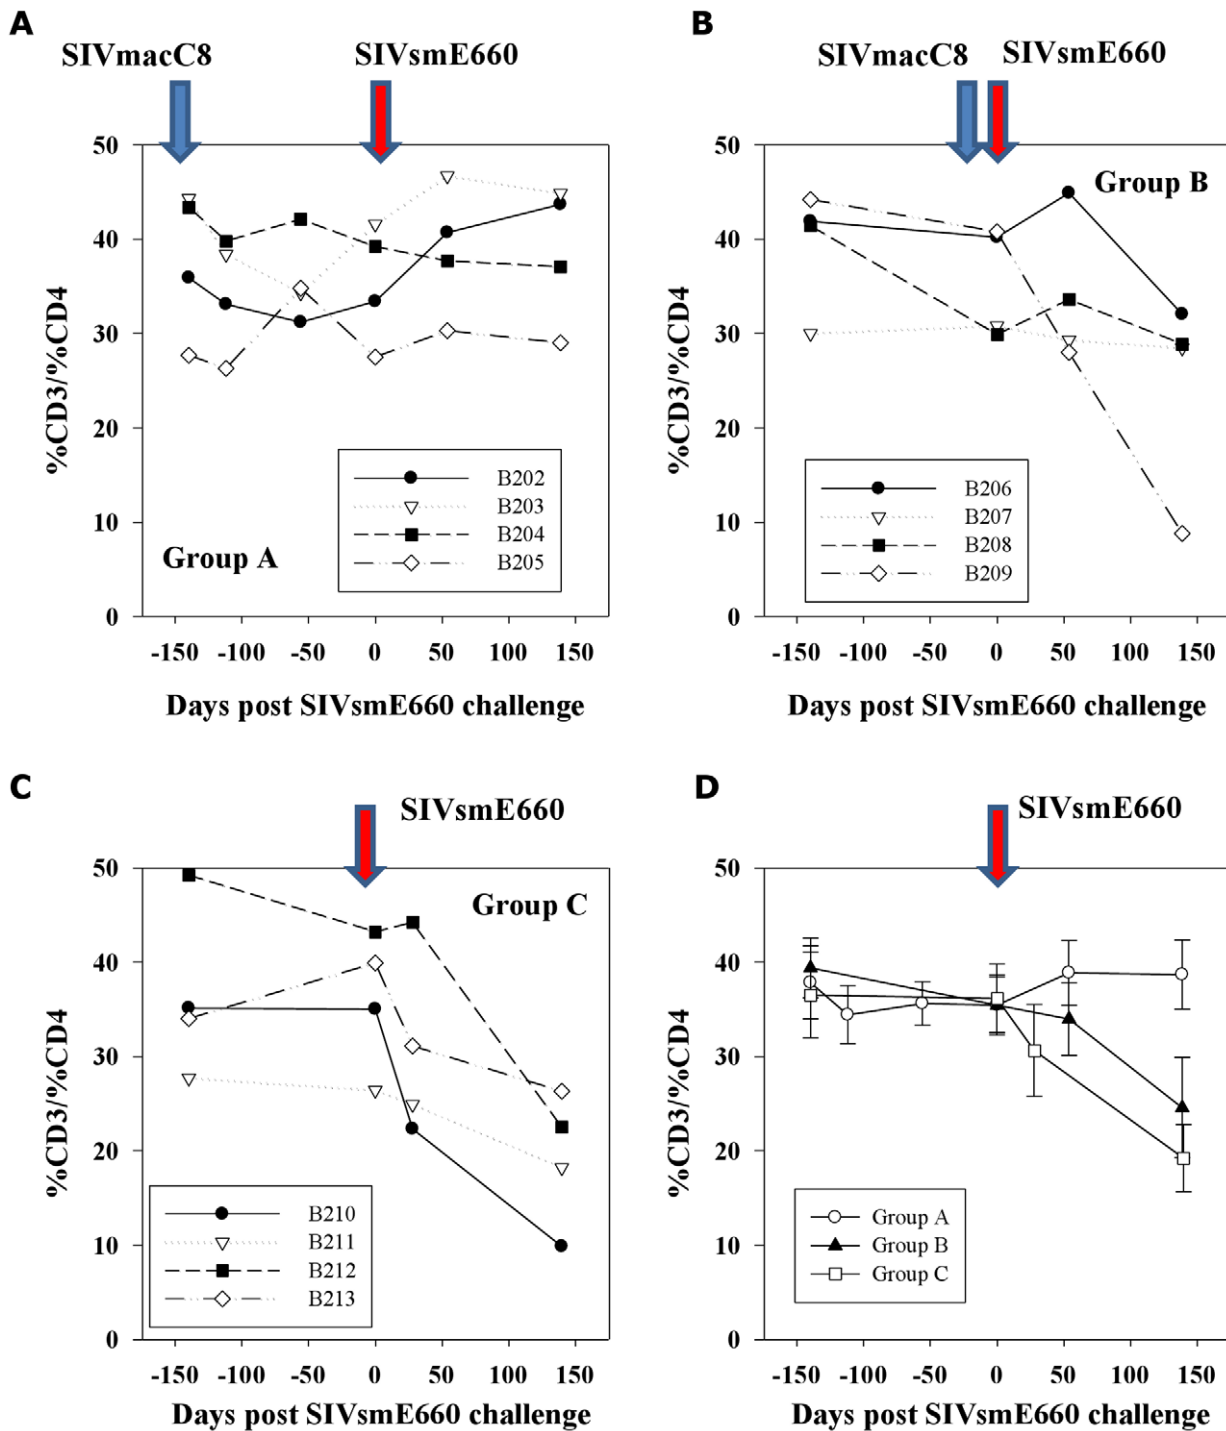 A
SIVmacC8 SIVsmE660
50
40
30
20
10
0
%CD3/%CD4
B202
B203
B204
B205
Group A
-150 -100 -50 0 50 100 150
Days post SIVsmE660 challenge
B
SIVmacC8 SIVsmE660
50
40
30
20
10
0
%CD3/%CD4
Group B
B206
B207
B208
B209
-150 -100 -50 0 50 100 150
Days post SIVsmE660 challenge
C
SIVsmE660
50
40
30
20
10
0
%CD3/%CD4
Group C
B210
B211
B212
B213
-150 -100 -50 0 50 100 150
Days post SIVsmE660 challenge
D
SIVsmE660
50
40
30
20
10
0
%CD3/%CD4
Group A
Group B
Group C
-150 -100 -50 0 50 100 150
Days post SIVsmE660 challenge